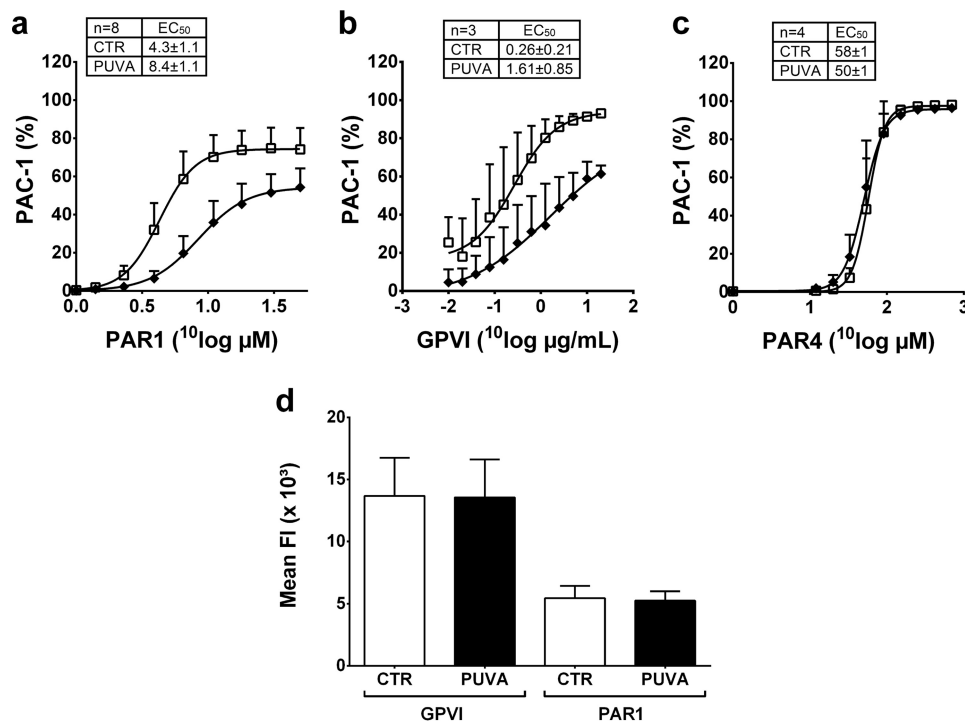 a
n=8 EC50
CTR 4.3±1.1
PUVA 8.4±1.1
PAC-1 (%)
100
80
60
40
20
0
0.0 0.5 1.0 1.5
PAR1 (10log µM)
b
n=3 EC50
CTR 0.26±0.21
PUVA 1.61±0.85
PAC-1 (%)
120
100
80
60
40
20
0
-3 -2 -1 0 1 2
GPVI (10log µg/mL)
c
n=4 EC50
CTR 58±1
PUVA 50±1
PAC-1 (%)
100
80
60
40
20
0
0 1 2 3
PAR4 (10log µM)
d
Mean FI (x 10³)
20
15
10
5
0
CTR PUVA CTR PUVA
GPVI PAR1